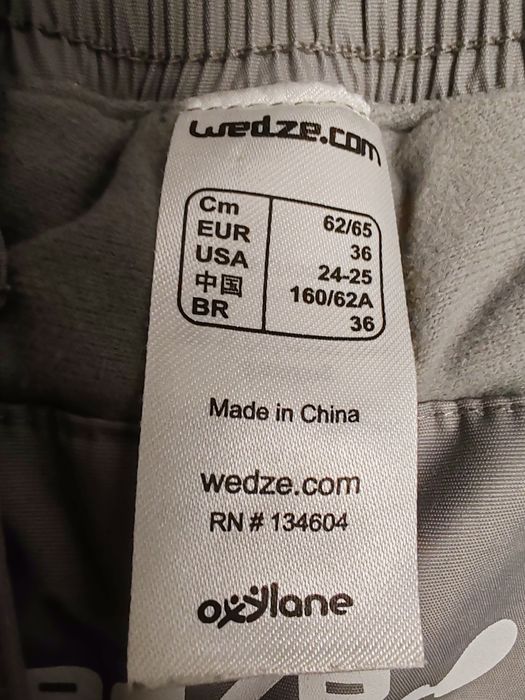 wedze.com
Cm 62/65
EUR 36
USA 24-25
中国 160/62A
BR 36
Made in China
wedze.com
RN # 134604
oxylane